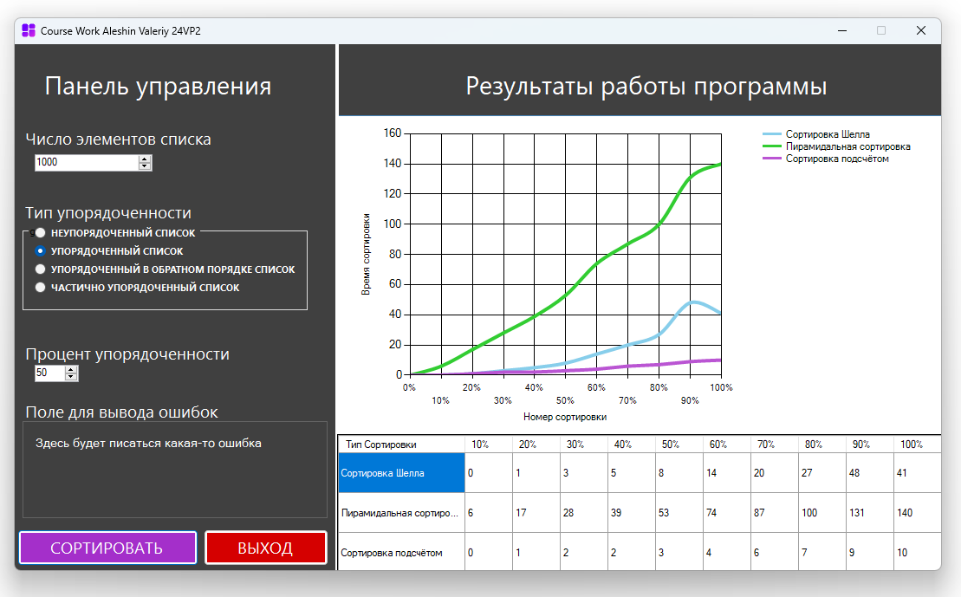 Course Work Aleshin Valeriy 24VP2
Панель управления
Число элементов списка
1000
Тип упорядоченности
НЕУПОРЯДОЧЕННЫЙ СПИСОК
УПОРЯДОЧЕННЫЙ СПИСОК
УПОРЯДОЧЕННЫЙ В ОБРАТНОМ ПОРЯДКЕ СПИСОК
ЧАСТИЧНО УПОРЯДОЧЕННЫЙ СПИСОК
Процент упорядоченности
50
Поле для вывода ошибок
Здесь будет писаться какая-то ошибка
СОРТИРОВАТЬ ВЫХОД
Результаты работы программы
160
140
120
100
80
60
40
20
0
Время сортировки
0% 20% 40% 60% 80% 100%
10% 30% 50% 70% 90%
Номер сортировки
Сортировка Шелла
Пирамидальная сортировка
Сортировка подсчётом
Тип Сортировки 10% 20% 30% 40% 50% 60% 70% 80% 90% 100%
Сортировка Шелла 0 1 3 5 8 14 20 27 48 41
Пирамидальная сортиро... 6 17 28 39 53 74 87 100 131 140
Сортировка подсчётом 0 1 2 2 3 4 6 7 9 10